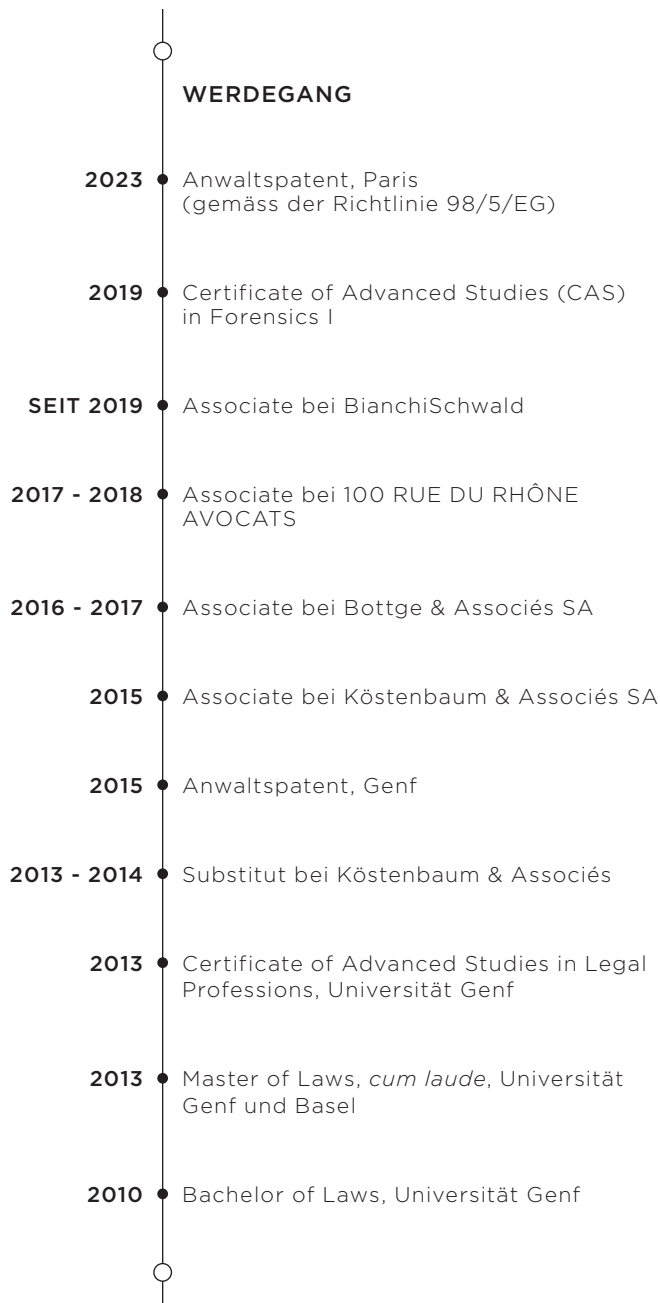 WERDEGANG
2023 Anwaltspatent, Paris
(gemäss der Richtlinie 98/5/EG)
2019 Certificate of Advanced Studies (CAS)
in Forensics I
SEIT 2019 Associate bei BianchiSchwald
2017 - 2018 Associate bei 100 RUE DU RHÔNE
AVOCATS
2016 - 2017 Associate bei Bottge & Associés SA
2015 Associate bei Köstenbaum & Associés SA
2015 Anwaltspatent, Genf
2013 - 2014 Substitut bei Köstenbaum & Associés
2013 Certificate of Advanced Studies in Legal
Professions, Universität Genf
2013 Master of Laws, cum laude, Universität
Genf und Basel
2010 Bachelor of Laws, Universität Genf